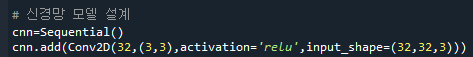 # 신경망 모델 설계
cnn=Sequential()
cnn.add(Conv2D(32,(3,3),activation='relu',input_shape=(32,32,3)))